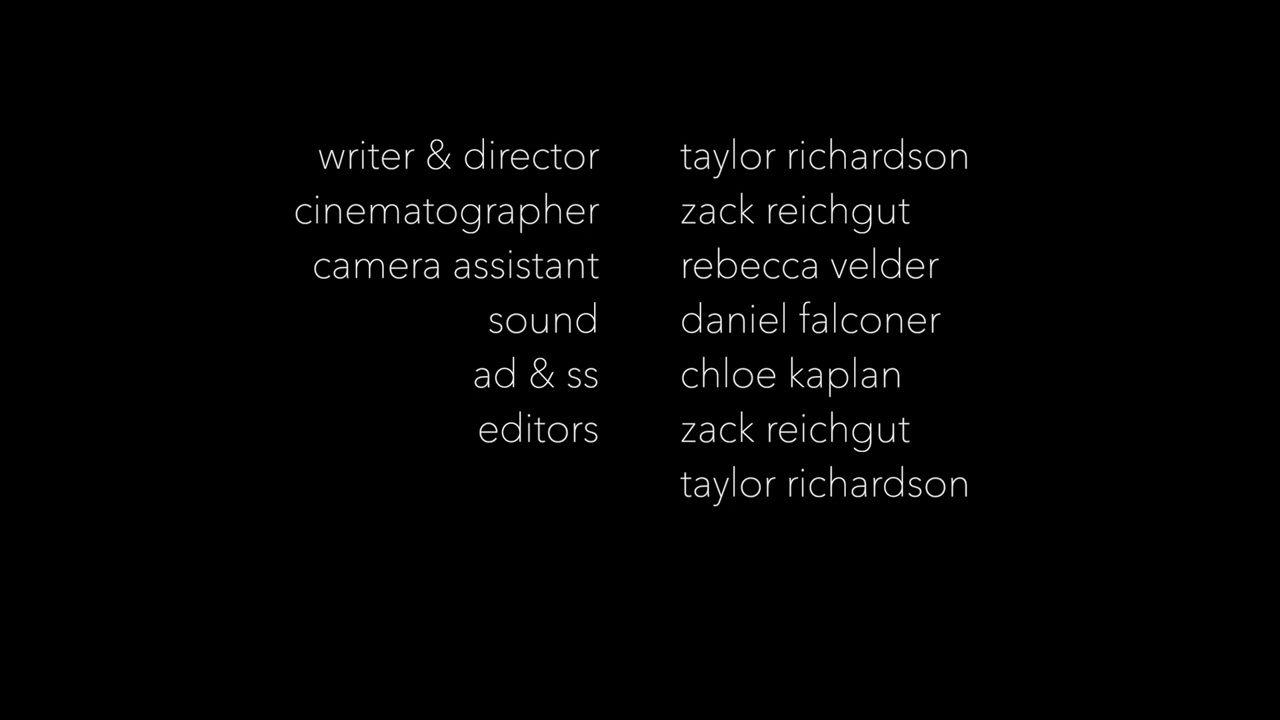 writer & director taylor richardson
cinematographer zack reichgut
camera assistant rebecca velder
sound daniel falconer
ad & ss chloe kaplan
editors zack reichgut
taylor richardson